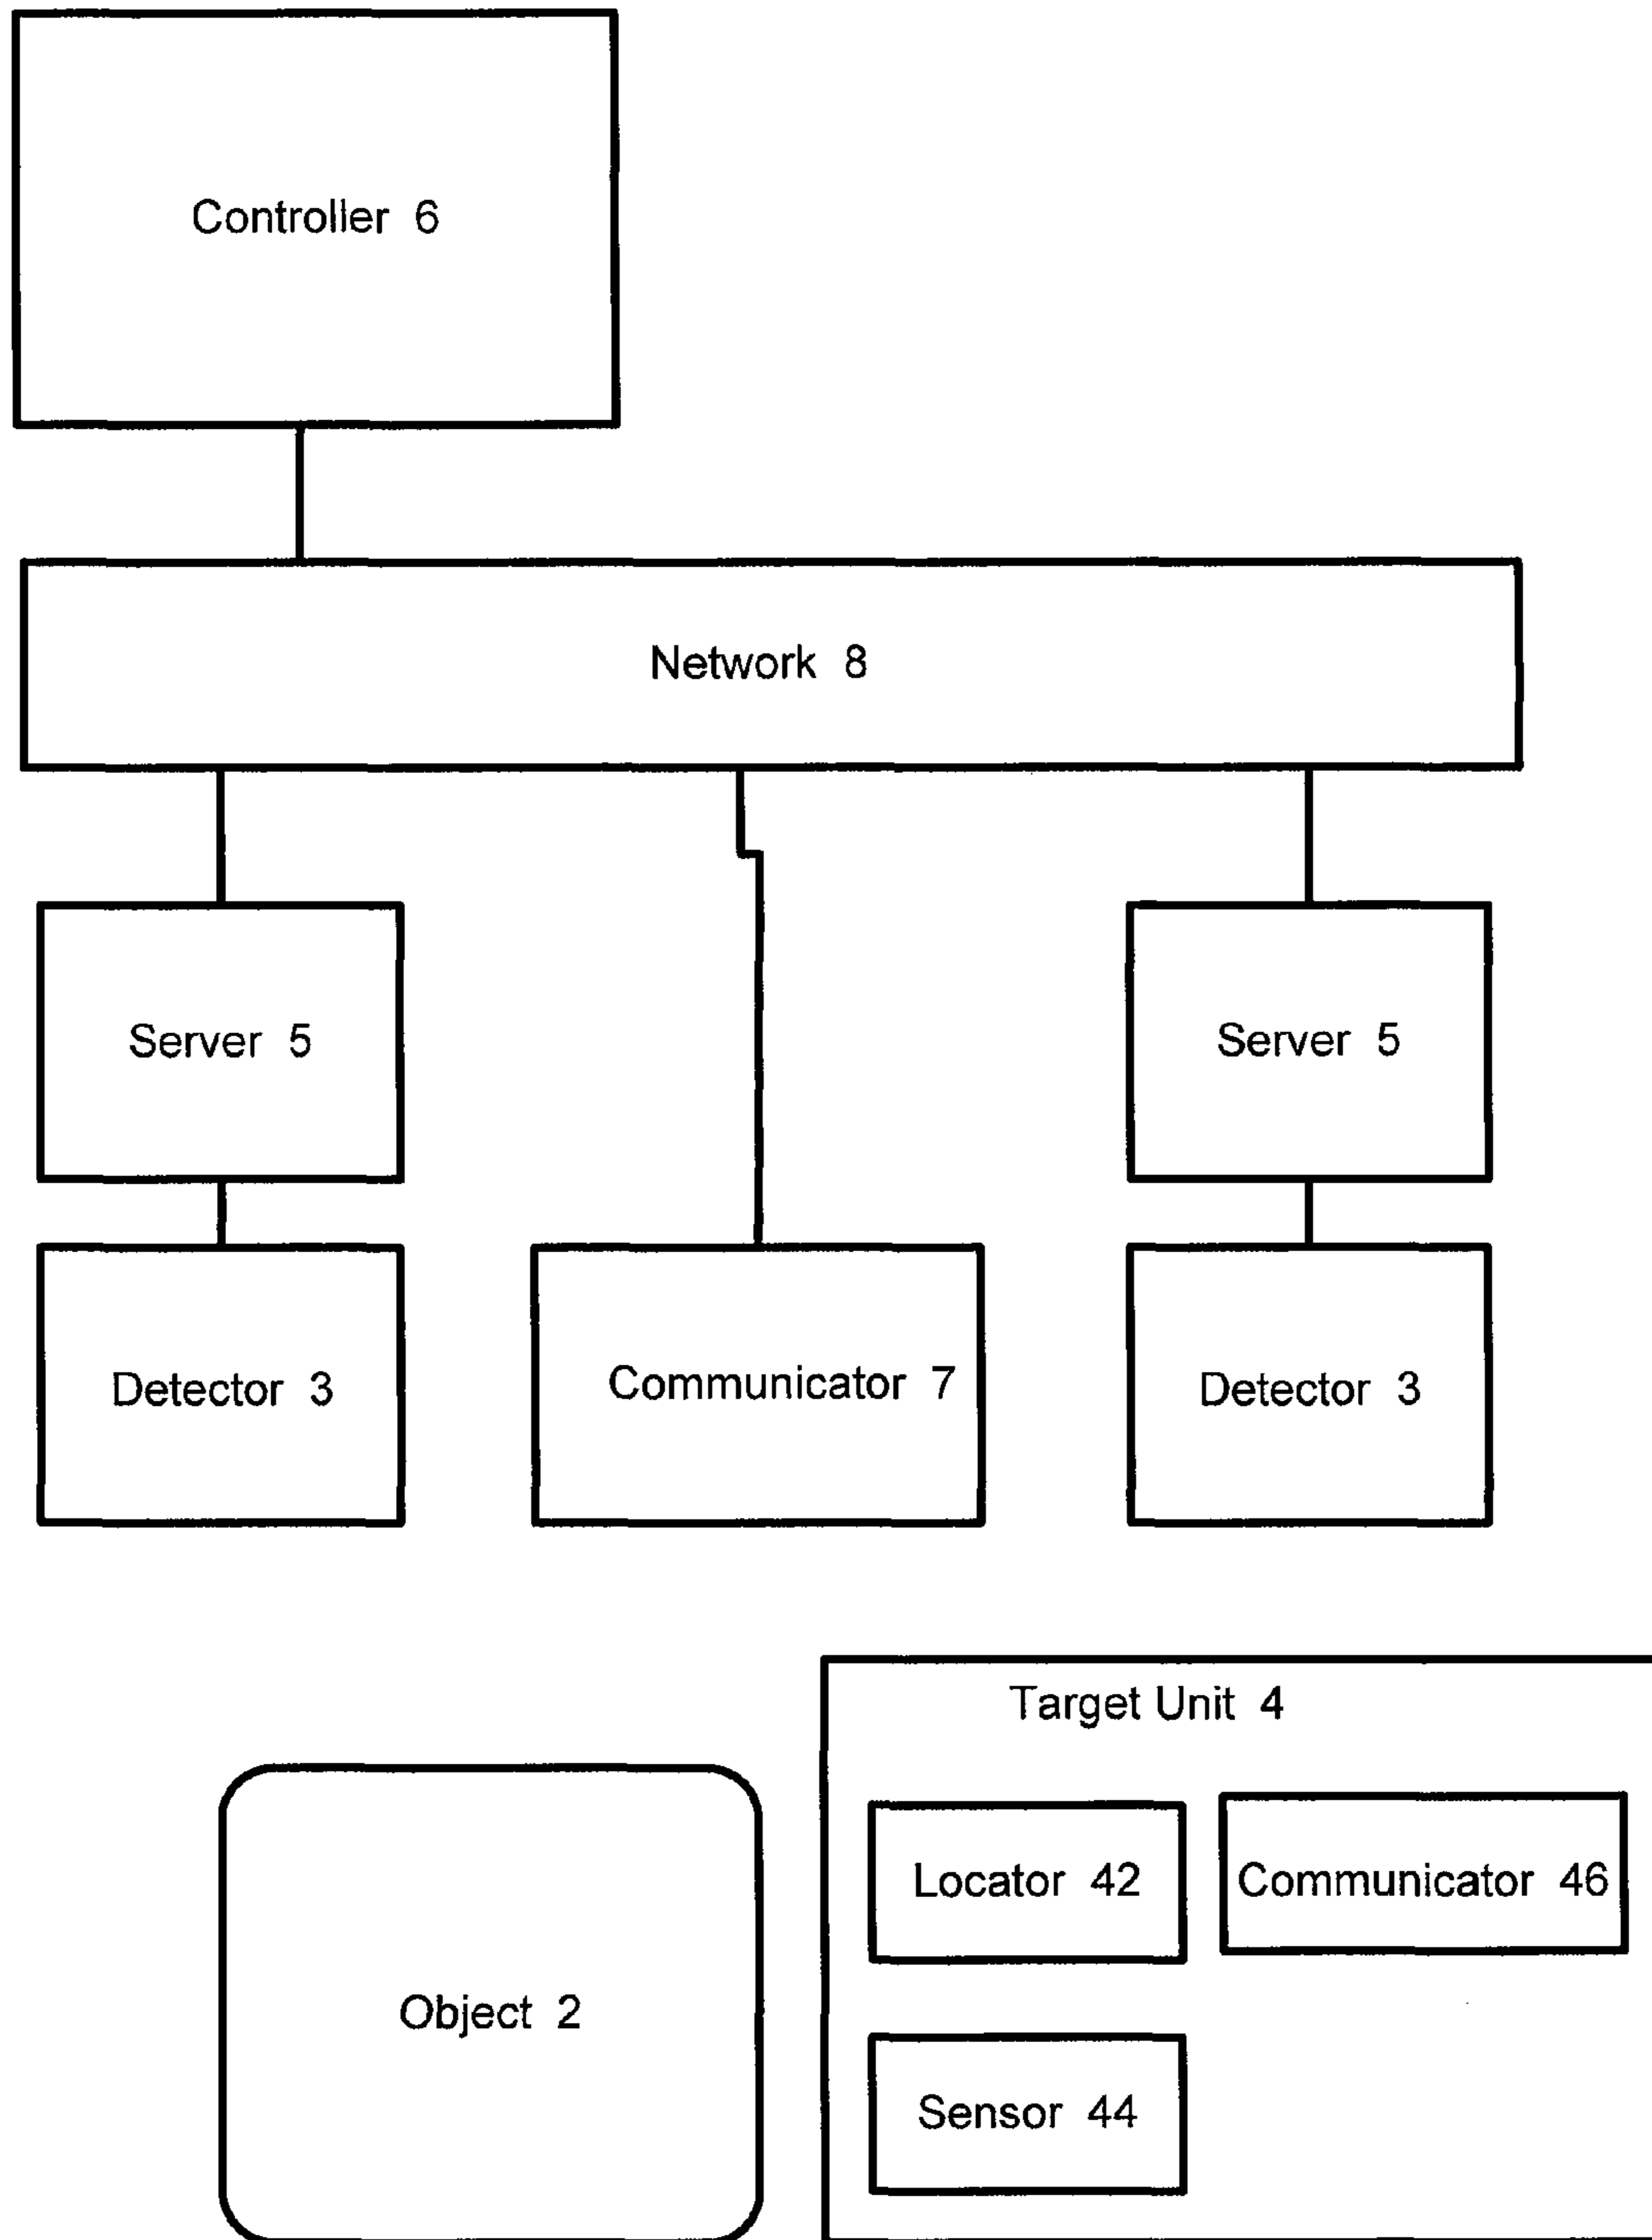 Controller 6
Network 8
Server 5
Server 5
Detector 3
Communicator 7
Detector 3
Target Unit 4
Locator 42
Communicator 46
Object 2
Sensor 44